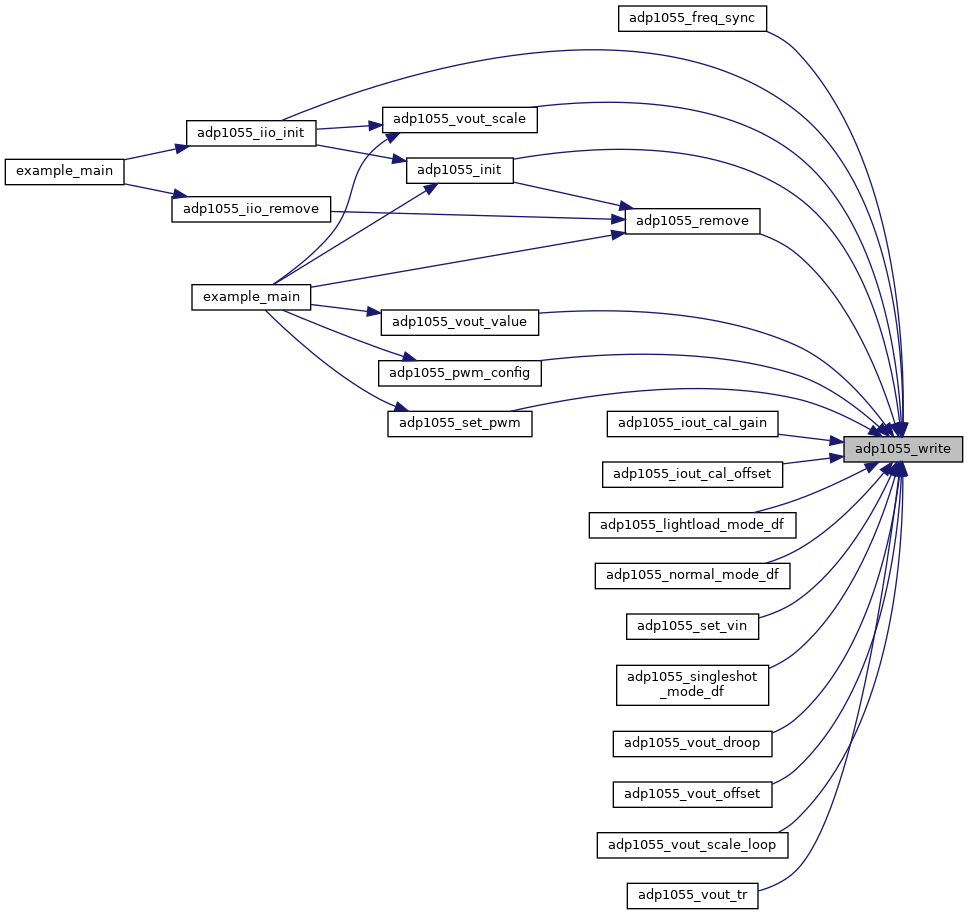 adp1055_freq_sync
adp1055_vout_scale
adp1055_iio_init
example_main
adp1055_init
adp1055_iio_remove
adp1055_remove
example_main
adp1055_vout_value
adp1055_pwm_config
adp1055_set_pwm
adp1055_iout_cal_gain
adp1055_write
adp1055_iout_cal_offset
adp1055_lightload_mode_df
adp1055_normal_mode_df
adp1055_set_vin
adp1055_singleshot
_mode_df
adp1055_vout_droop
adp1055_vout_offset
adp1055_vout_scale_loop
adp1055_vout_tr